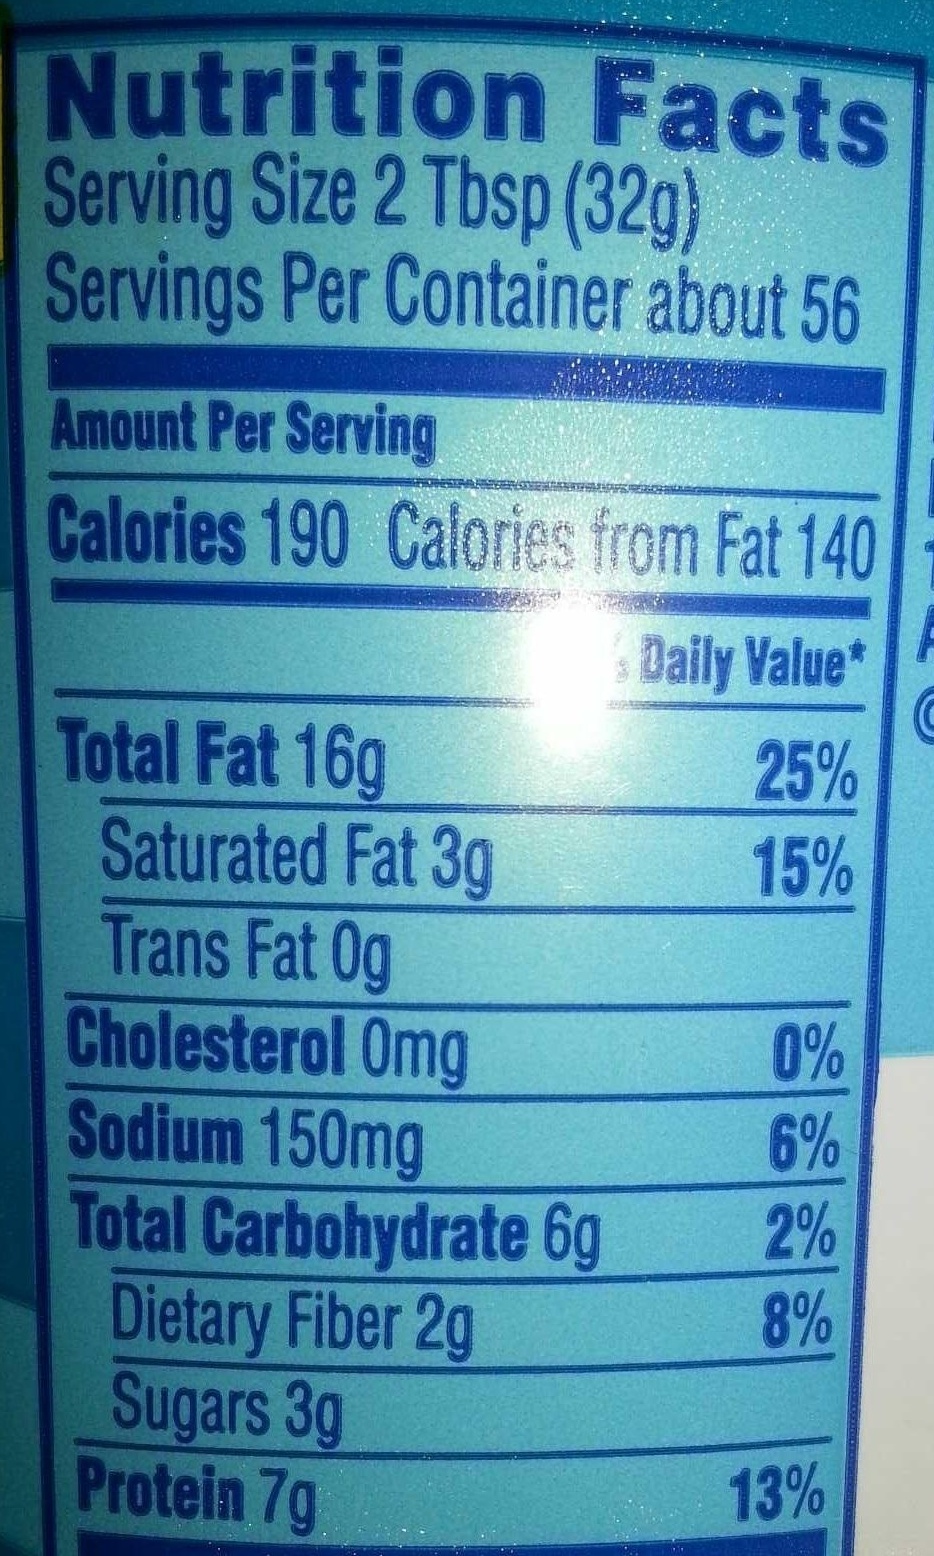 Nutrition Facts
Serving Size 2 Tbsp (32g)
Servings Per Container about 56
Amount Per Serving
Calories 190 Calories from Fat 140
Daily Value*
Total Fat 16g 25%
Saturated Fat 3g 15%
Trans Fat 0g
Cholesterol 0mg 0%
Sodium 150mg 6%
Total Carbohydrate 6g 2%
Dietary Fiber 2g 8%
Sugars 3g
Protein 7g 13%